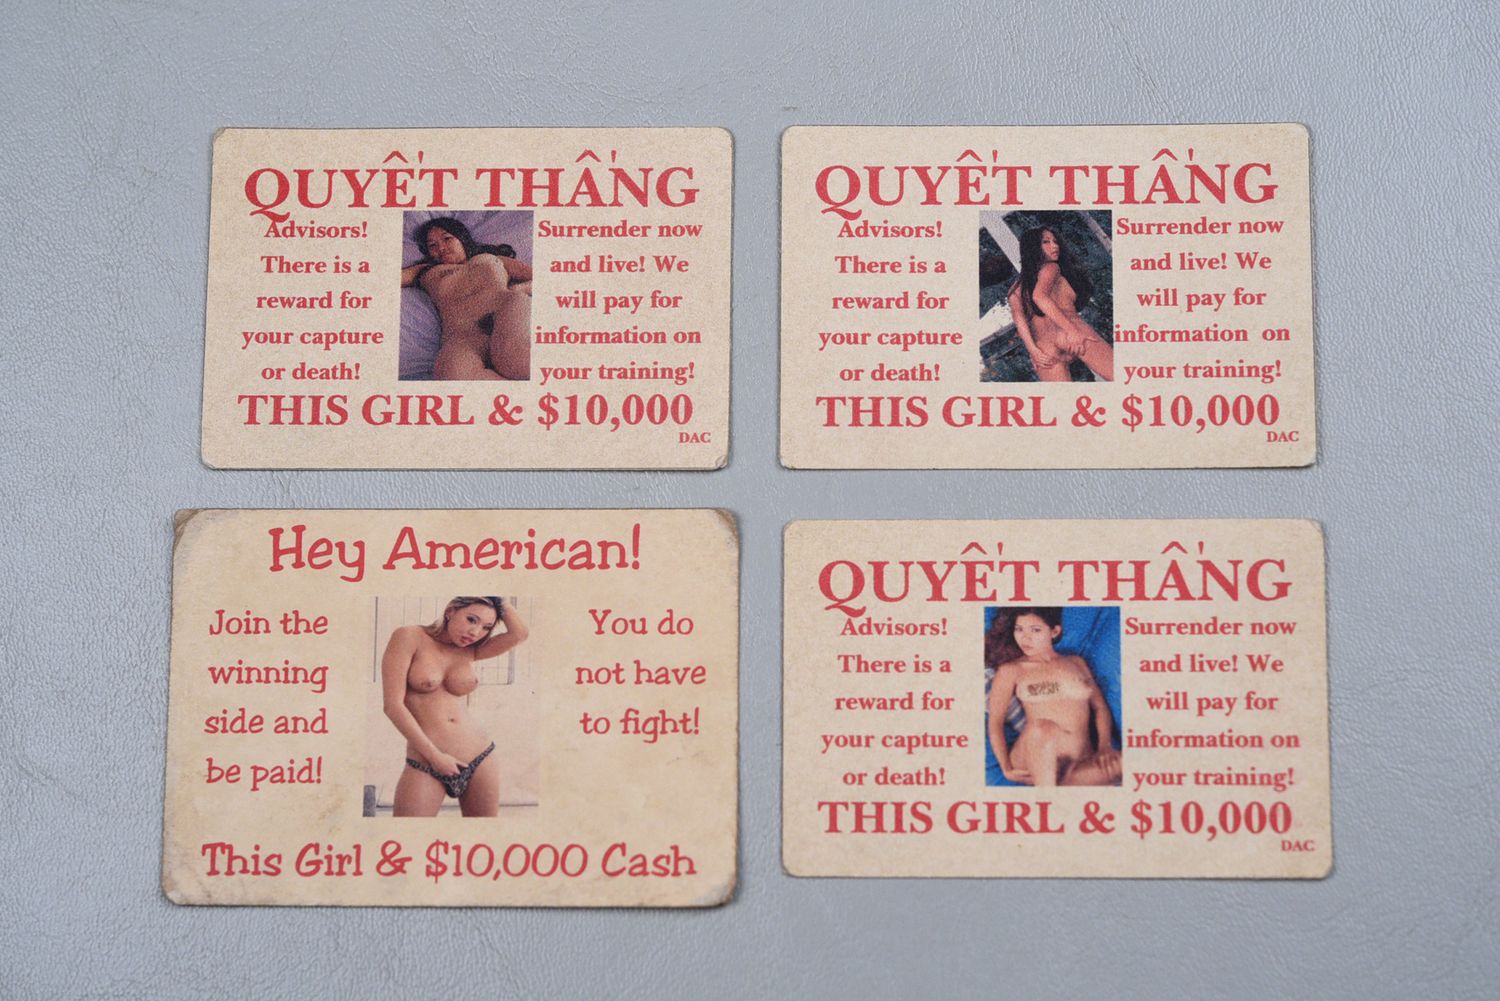 QUYẾT THẮNG
Advisors!
There is a
reward for
your capture
or death!
Surrender now
and live! We
will pay for
information on
your training!
THIS GIRL & $10,000
DAC
QUYẾT THẮNG
Advisors!
There is a
reward for
your capture
or death!
Surrender now
and live! We
will pay for
information on
your training!
THIS GIRL & $10,000
DAC
Hey American!
Join the
winning
side and
be paid!
You do
not have
to fight!
This Girl & $10,000 Cash
QUYẾT THẮNG
Advisors!
There is a
reward for
your capture
or death!
Surrender now
and live! We
will pay for
information on
your training!
THIS GIRL & $10,000
DAC